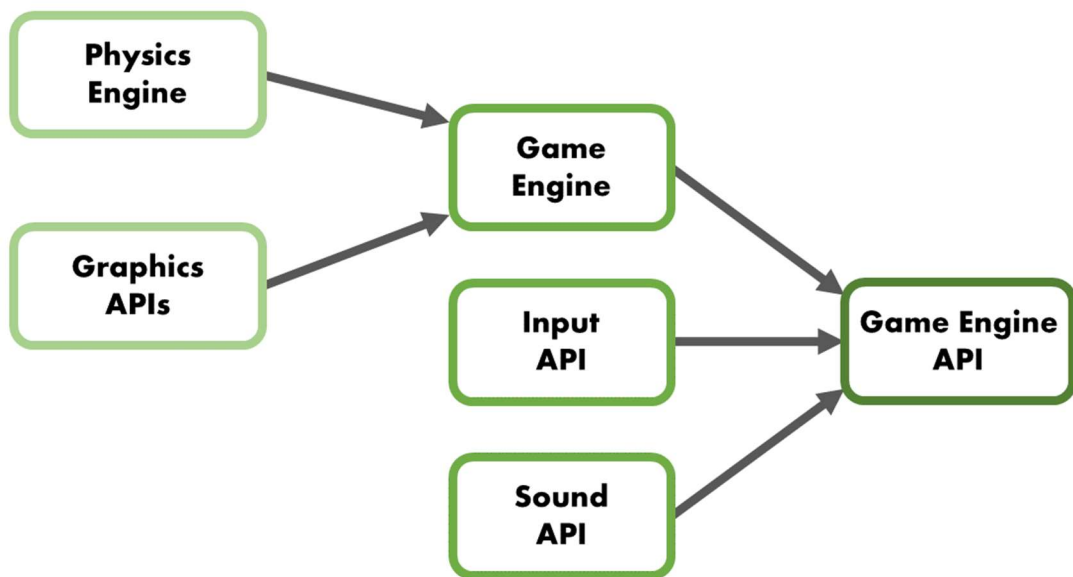 Physics
Engine
Graphics
APIs
Game
Engine
Input
API
Sound
API
Game Engine
API